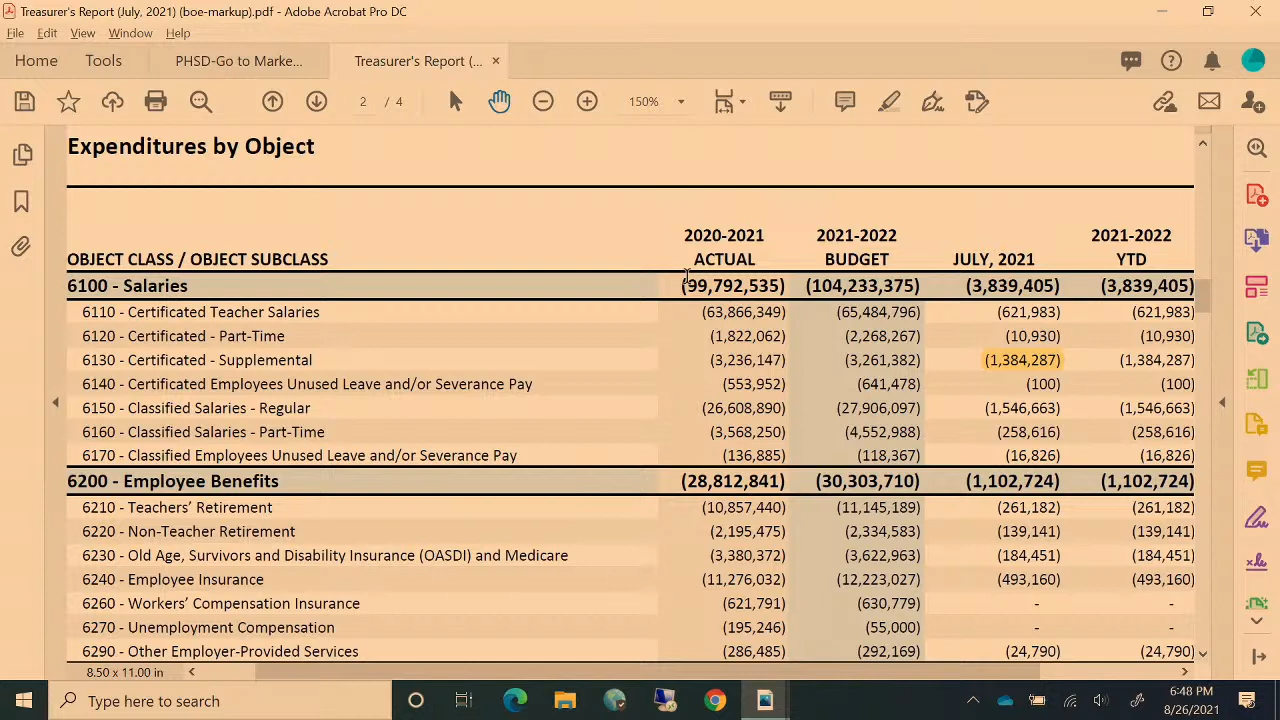 Treasurer's Report (July, 2021) (boe-markup).pdf - Adobe Acrobat Pro DC
File Edit View Window Help
Home Tools PHSD-Go to Marke... Treasurer's Report (... ×
2 / 4 150%
Expenditures by Object
2020-2021 2021-2022 2021-2022
OBJECT CLASS / OBJECT SUBCLASS ACTUAL BUDGET JULY, 2021 YTD
6100 - Salaries (99,792,535) (104,233,375) (3,839,405) (3,839,405)
6110 - Certificated Teacher Salaries (63,866,349) (65,484,796) (621,983) (621,983)
6120 - Certificated - Part-Time (1,822,062) (2,268,267) (10,930) (10,930)
6130 - Certificated - Supplemental (3,236,147) (3,261,382) (1,384,287) (1,384,287)
6140 - Certificated Employees Unused Leave and/or Severance Pay (553,952) (641,478) (100) (100)
6150 - Classified Salaries - Regular (26,608,890) (27,906,097) (1,546,663) (1,546,663)
6160 - Classified Salaries - Part-Time (3,568,250) (4,552,988) (258,616) (258,616)
6170 - Classified Employees Unused Leave and/or Severance Pay (136,885) (118,367) (16,826) (16,826)
6200 - Employee Benefits (28,812,841) (30,303,710) (1,102,724) (1,102,724)
6210 - Teachers’ Retirement (10,857,440) (11,145,189) (261,182) (261,182)
6220 - Non-Teacher Retirement (2,195,475) (2,334,583) (139,141) (139,141)
6230 - Old Age, Survivors and Disability Insurance (OASDI) and Medicare (3,380,372) (3,622,963) (184,451) (184,451)
6240 - Employee Insurance (11,276,032) (12,223,027) (493,160) (493,160)
6260 - Workers’ Compensation Insurance (621,791) (630,779) - -
6270 - Unemployment Compensation (195,246) (55,000) - -
6290 - Other Employer-Provided Services (286,485) (292,169) (24,790) (24,790)
8.50 x 11.00 in
Type here to search
6:48 PM
8/26/2021